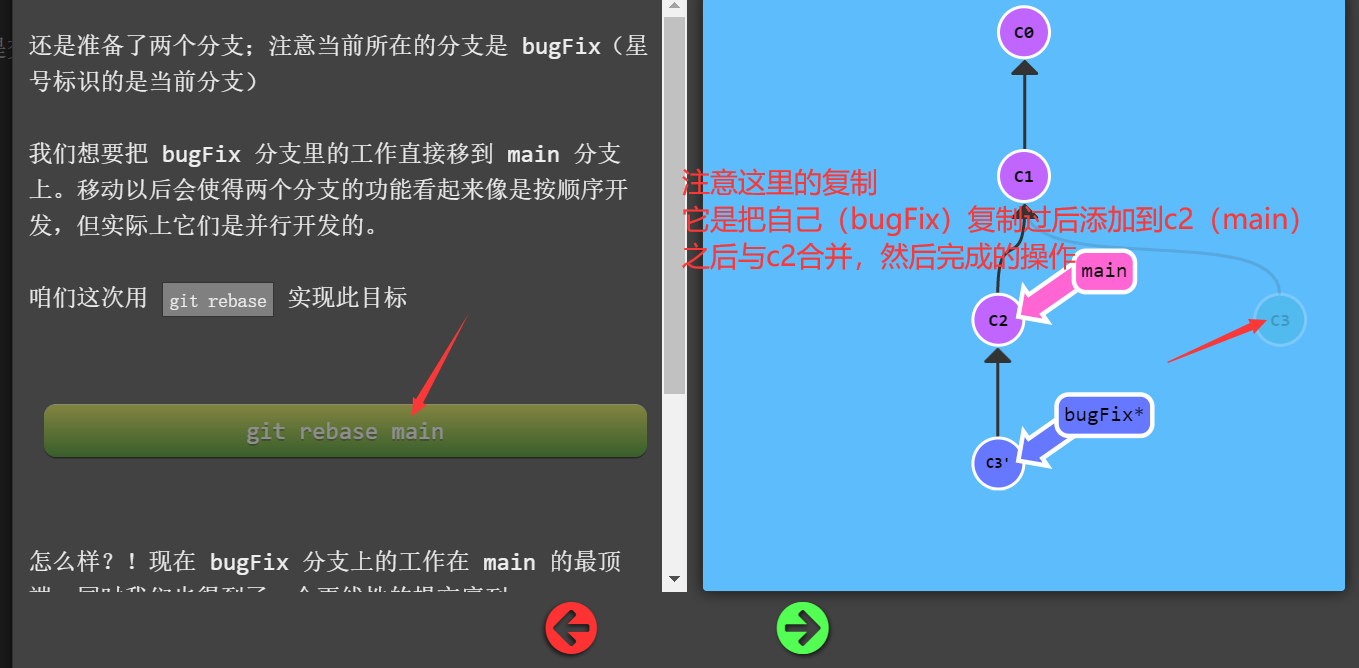 还是准备了两个分支；注意当前所在的分支是 bugFix（星
号标识的是当前分支）
我们想要把 bugFix 分支里的工作直接移到 main 分支
上。移动以后会使得两个分支的功能看起来像是按顺序开
发，但实际上它们是并行开发的。
咱们这次用 git rebase 实现此目标
git rebase main
怎么样？！现在 bugFix 分支上的工作在 main 的最顶
C0
C1
注意这里的复制
它是把自己（bugFix）复制过后添加到c2（main）
之后与c2合并，然后完成的操作
main
C2
C3
bugFix*
C3'